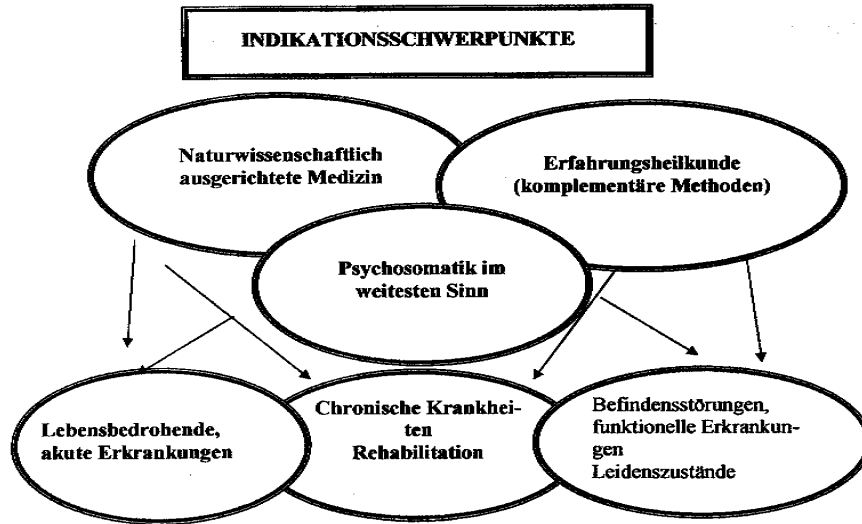 INDIKATIONSSCHWERPUNKTE
Naturwissenschaftlich
ausgerichtete Medizin
Erfahrungsheilkunde
(komplementäre Methoden)
Psychosomatik im
weitesten Sinn
Lebensbedrohende,
akute Erkrankungen
Chronische Krankhei-
ten
Rehabilitation
Befindensstörungen,
funktionelle Erkrankun-
gen
Leidenszustände